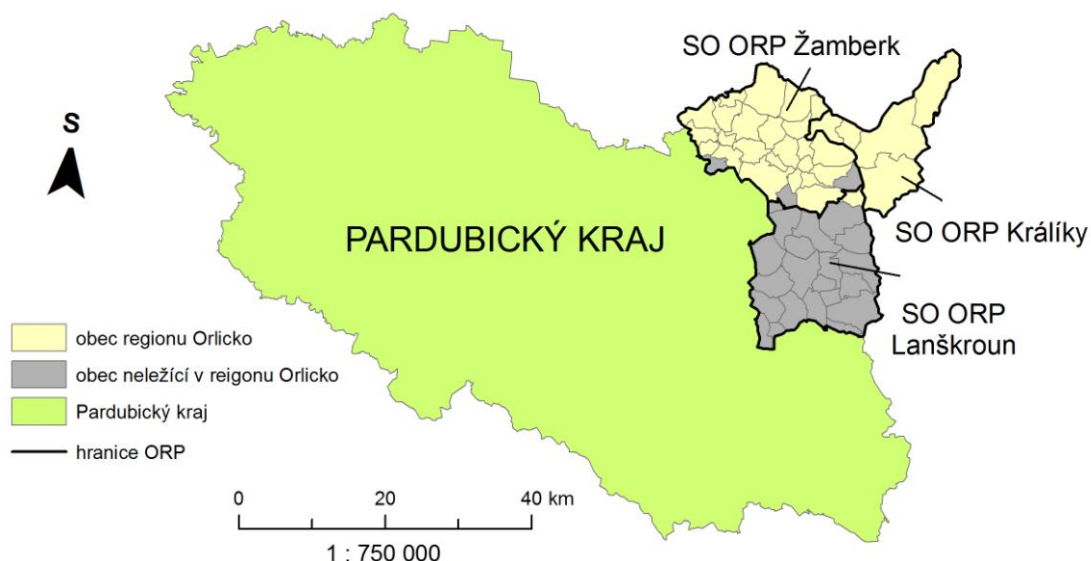 SO ORP Žamberk
S
PARDUBICKÝ KRAJ
SO ORP Králíky
SO ORP
Lanškroun
obec regionu Orlicko
obec neležící v reigonu Orlicko
Pardubický kraj
hranice ORP
0 20 40 km
1 : 750 000